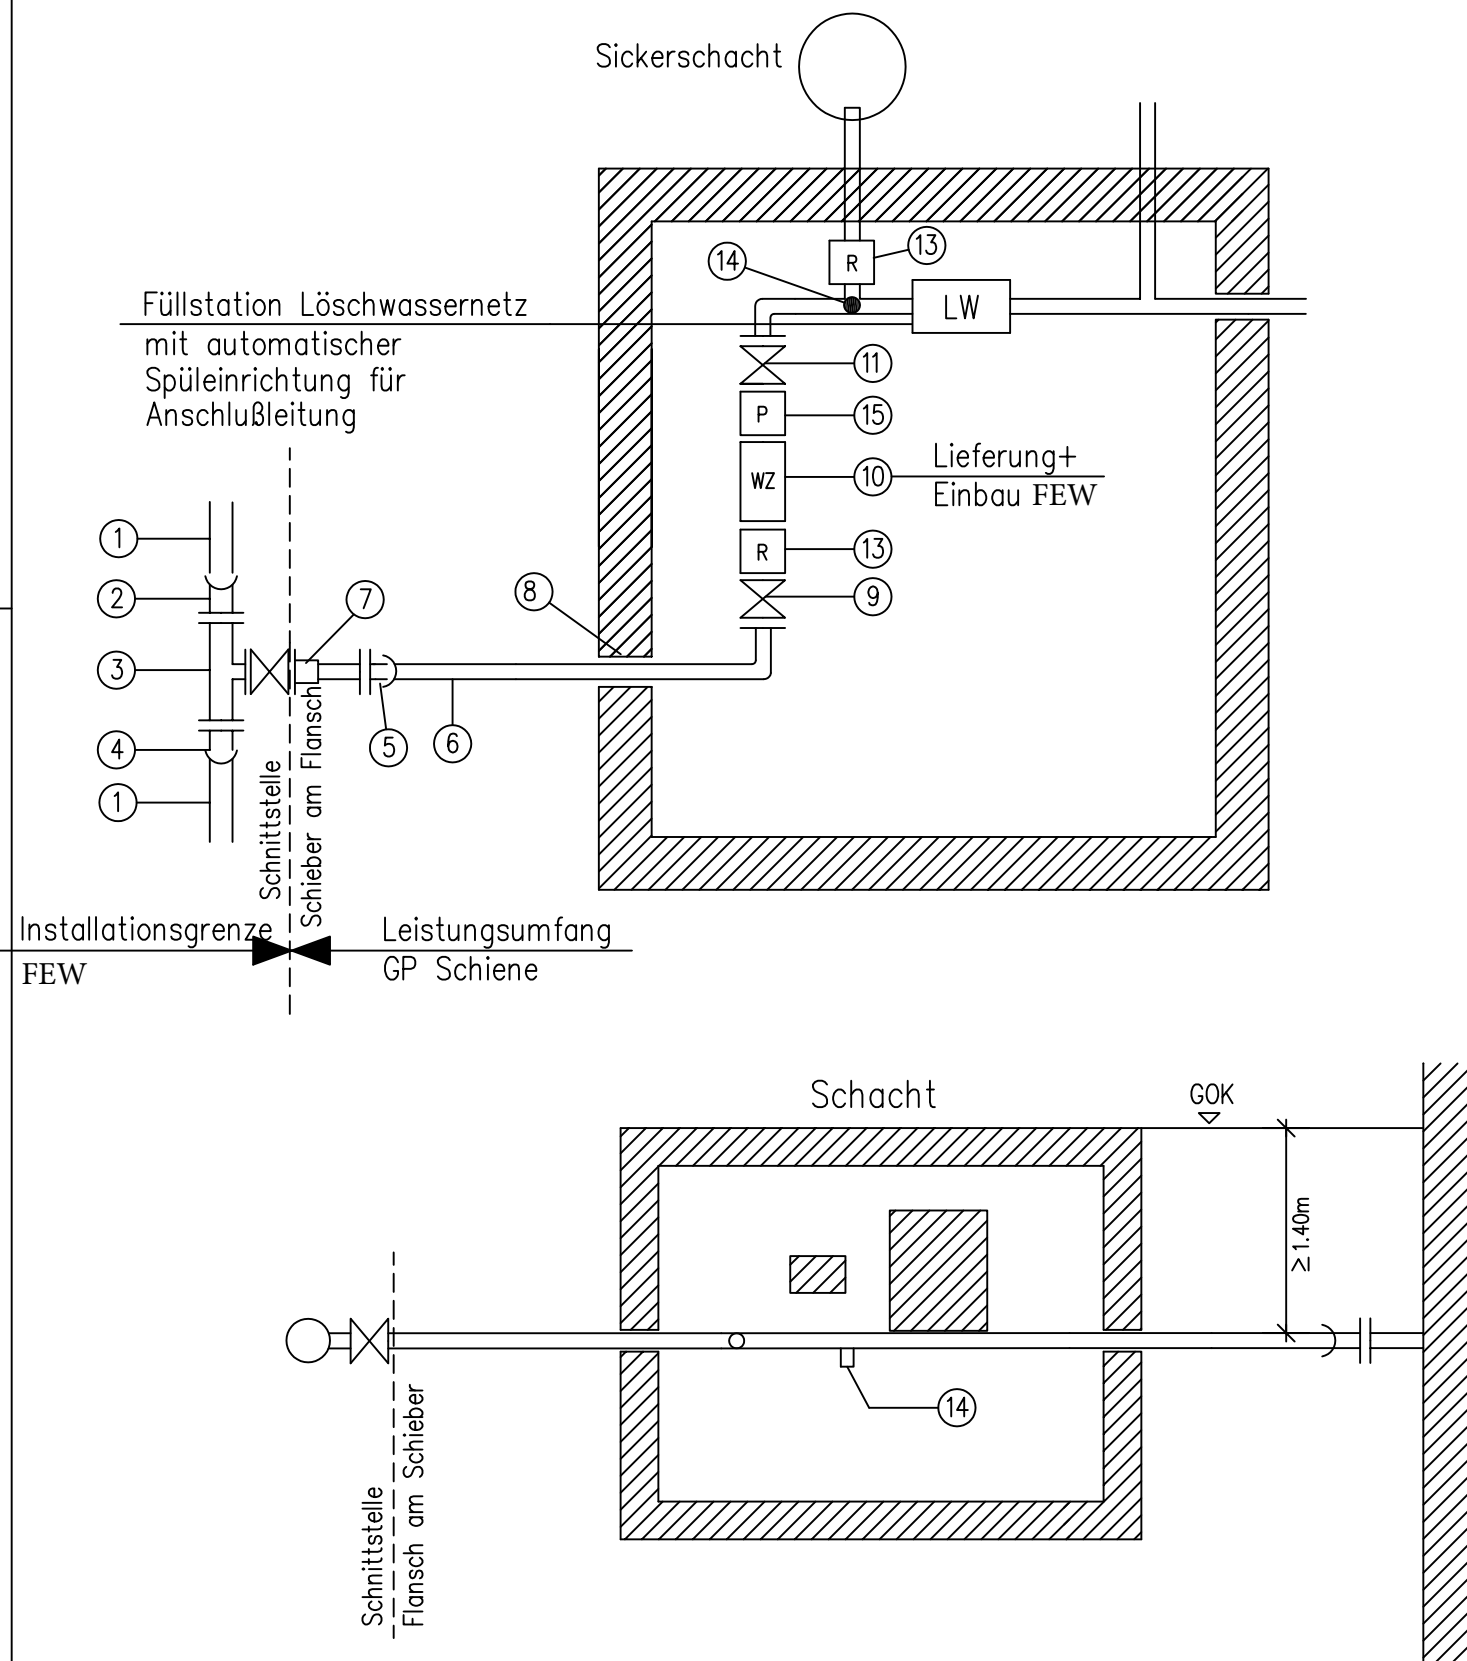 Sickerschacht
13
14
R
Füllstation Löschwassernetz
LW
mit automatischer
Spüleinrichtung für
Anschlußleitung
11
P
15
Lieferung+
WZ
10
Einbau FEW
1
R
13
2
7
8
9
3
4
5
6
1
Schnittstelle
Schieber am Flansch
Installationsgrenze
Leistungsumfang
FEW
GP Schiene
Schacht
GOK
≥1.40m
14
Schnittstelle
Flansch am Schieber